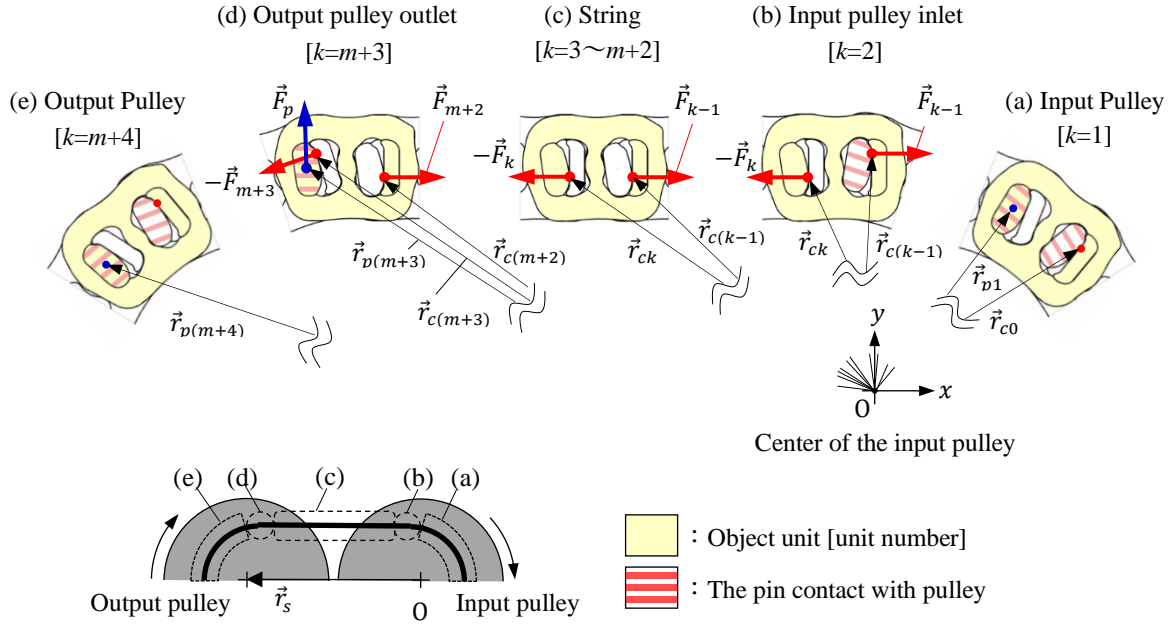 (d) Output pulley outlet
[k=m+3]
(c) String
[k=3～m+2]
(b) Input pulley inlet
[k=2]
(e) Output Pulley
[k=m+4]
(a) Input Pulley
[k=1]
F⃗p
F⃗m+2
−F⃗m+3
r⃗p(m+3)
r⃗c(m+2)
r⃗c(m+3)
r⃗p(m+4)
F⃗k−1
−F⃗k
r⃗ck
r⃗c(k−1)
F⃗k−1
−F⃗k
r⃗ck
r⃗c(k−1)
r⃗p1
r⃗c0
y
x
O
Center of the input pulley
(e) (d) (c) (b) (a)
Output pulley
r⃗s
O
Input pulley
: Object unit [unit number]
: The pin contact with pulley